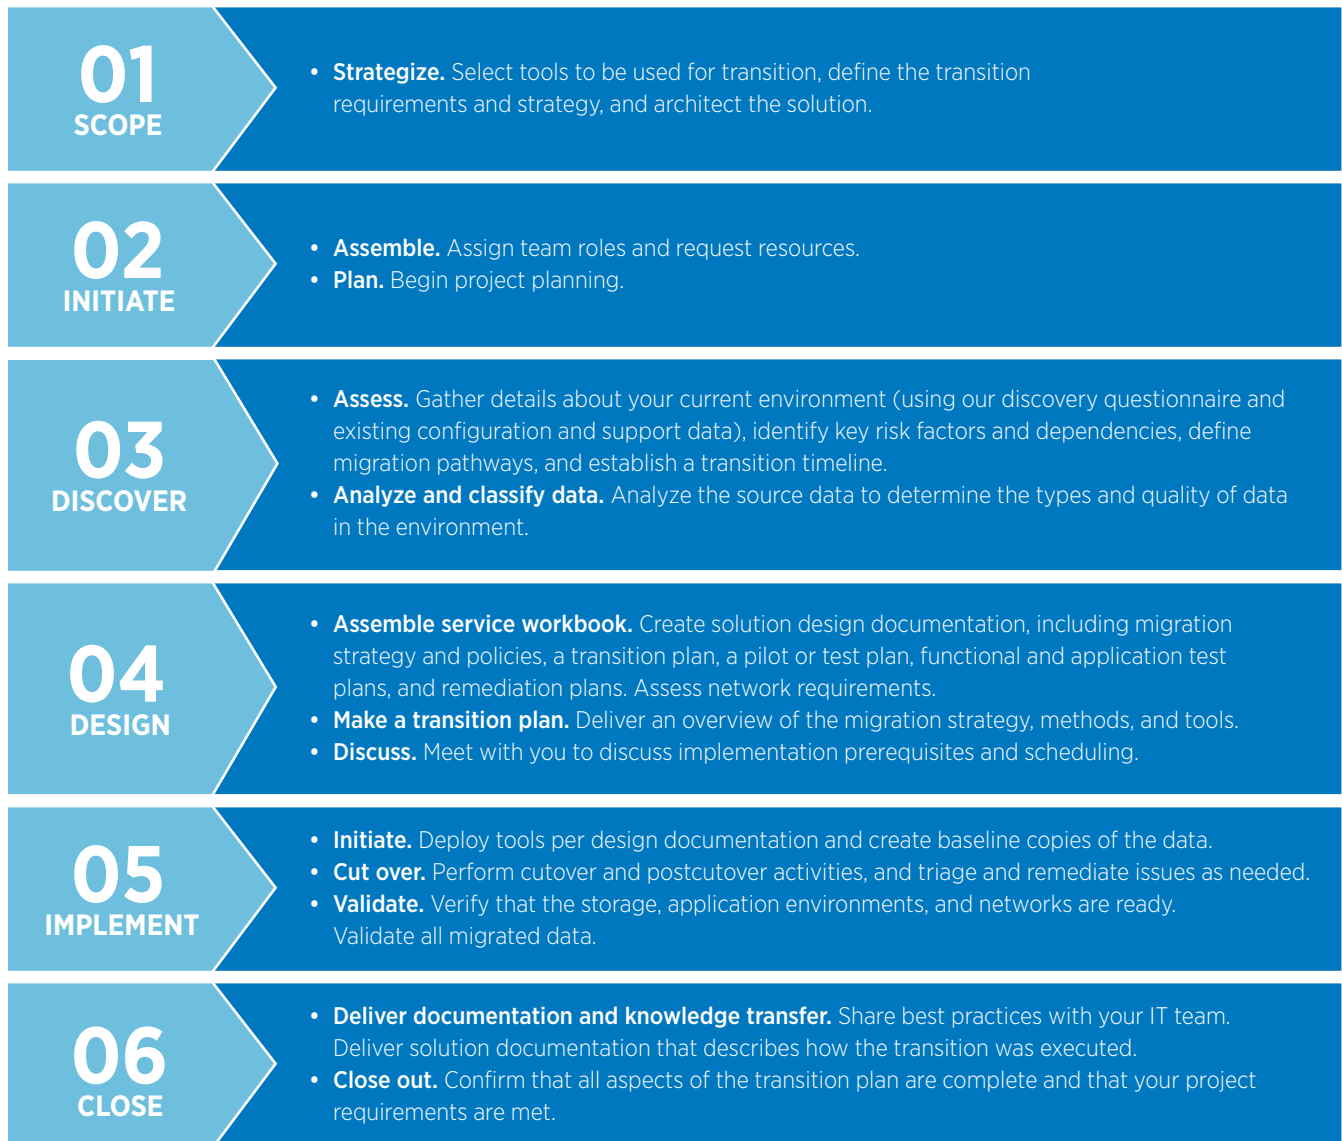 01
SCOPE
• Strategize. Select tools to be used for transition, define the transition
requirements and strategy, and architect the solution.
02
INITIATE
• Assemble. Assign team roles and request resources.
• Plan. Begin project planning.
03
DISCOVER
• Assess. Gather details about your current environment (using our discovery questionnaire and
existing configuration and support data), identify key risk factors and dependencies, define
migration pathways, and establish a transition timeline.
• Analyze and classify data. Analyze the source data to determine the types and quality of data
in the environment.
04
DESIGN
• Assemble service workbook. Create solution design documentation, including migration
strategy and policies, a transition plan, a pilot or test plan, functional and application test
plans, and remediation plans. Assess network requirements.
• Make a transition plan. Deliver an overview of the migration strategy, methods, and tools.
• Discuss. Meet with you to discuss implementation prerequisites and scheduling.
05
IMPLEMENT
• Initiate. Deploy tools per design documentation and create baseline copies of the data.
• Cut over. Perform cutover and postcutover activities, and triage and remediate issues as needed.
• Validate. Verify that the storage, application environments, and networks are ready.
Validate all migrated data.
06
CLOSE
• Deliver documentation and knowledge transfer. Share best practices with your IT team.
Deliver solution documentation that describes how the transition was executed.
• Close out. Confirm that all aspects of the transition plan are complete and that your project
requirements are met.